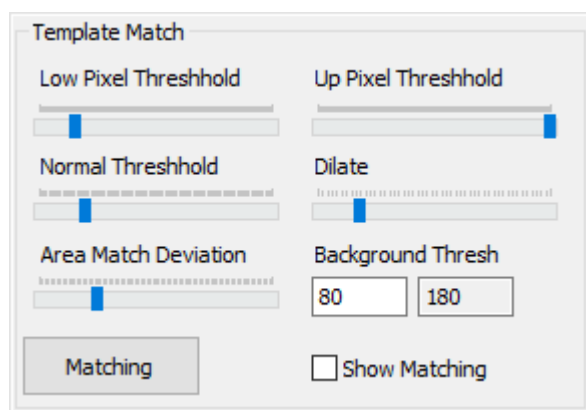 Template Match
Low Pixel Threshhold
Up Pixel Threshhold
Normal Threshhold
Dilate
Area Match Deviation
Background Thresh
80
180
Matching
Show Matching